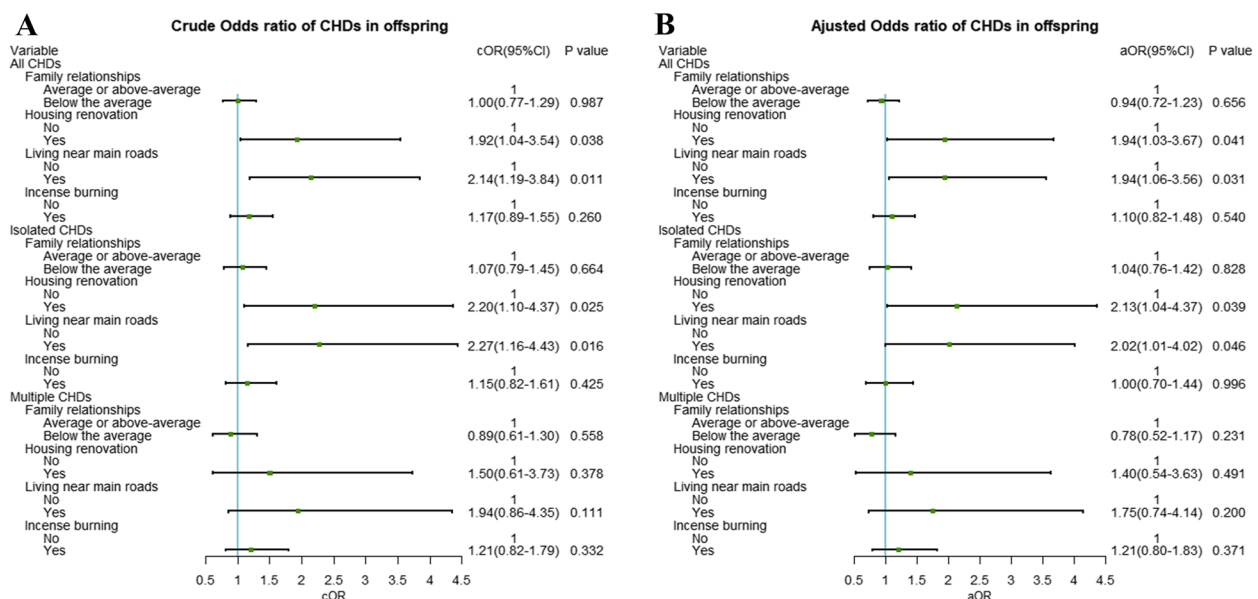 A
Crude Odds ratio of CHDs in offspring
Variable cOR(95%CI) P value
All CHDs
Family relationships
Average or above-average 1
Below the average 1.00(0.77-1.29) 0.987
Housing renovation
No 1
Yes 1.92(1.04-3.54) 0.038
Living near main roads
No 1
Yes 2.14(1.19-3.84) 0.011
Incense burning
No 1
Yes 1.17(0.89-1.55) 0.260
Isolated CHDs
Family relationships
Average or above-average 1
Below the average 1.07(0.79-1.45) 0.664
Housing renovation
No 1
Yes 2.20(1.10-4.37) 0.025
Living near main roads
No 1
Yes 2.27(1.16-4.43) 0.016
Incense burning
No 1
Yes 1.15(0.82-1.61) 0.425
Multiple CHDs
Family relationships
Average or above-average 1
Below the average 0.89(0.61-1.30) 0.558
Housing renovation
No 1
Yes 1.50(0.61-3.73) 0.378
Living near main roads
No 1
Yes 1.94(0.86-4.35) 0.111
Incense burning
No 1
Yes 1.21(0.82-1.79) 0.332
0.5 1 1.5 2 2.5 3 3.5 4 4.5
cOR
B
Ajusted Odds ratio of CHDs in offspring
Variable aOR(95%CI) P value
All CHDs
Family relationships
Average or above-average 1
Below the average 0.94(0.72-1.23) 0.656
Housing renovation
No 1
Yes 1.94(1.03-3.67) 0.041
Living near main roads
No 1
Yes 1.94(1.06-3.56) 0.031
Incense burning
No 1
Yes 1.10(0.82-1.48) 0.540
Isolated CHDs
Family relationships
Average or above-average 1
Below the average 1.04(0.76-1.42) 0.828
Housing renovation
No 1
Yes 2.13(1.04-4.37) 0.039
Living near main roads
No 1
Yes 2.02(1.01-4.02) 0.046
Incense burning
No 1
Yes 1.00(0.70-1.44) 0.996
Multiple CHDs
Family relationships
Average or above-average 1
Below the average 0.78(0.52-1.17) 0.231
Housing renovation
No 1
Yes 1.40(0.54-3.63) 0.491
Living near main roads
No 1
Yes 1.75(0.74-4.14) 0.200
Incense burning
No 1
Yes 1.21(0.80-1.83) 0.371
0.5 1 1.5 2 2.5 3 3.5 4 4.5
aOR